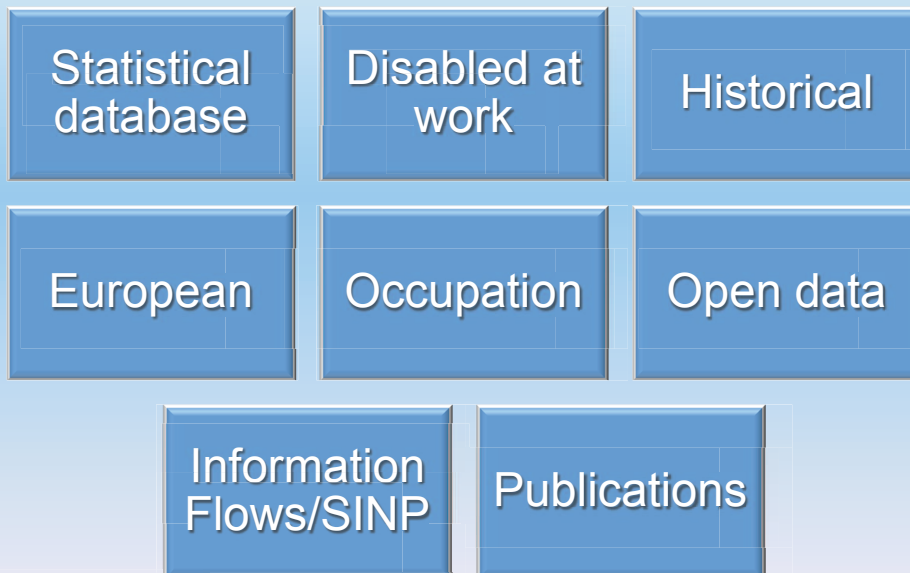 Statistical
database
Disabled at
work
Historical
European
Occupation
Open data
Information
Flows/SINP
Publications